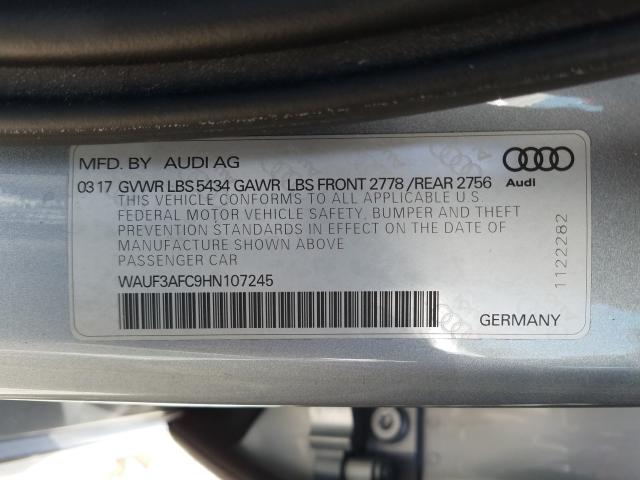 MFD. BY AUDI AG
0317 GVWR LBS 5434 GAWR LBS FRONT 2778 /REAR 2756
THIS VEHICLE CONFORMS TO ALL APPLICABLE U.S
FEDERAL MOTOR VEHICLE SAFETY, BUMPER AND THEFT
PREVENTION STANDARDS IN EFFECT ON THE DATE OF
MANUFACTURE SHOWN ABOVE
PASSENGER CAR
WAUF3AFC9HN107245
Audi
1122282
GERMANY